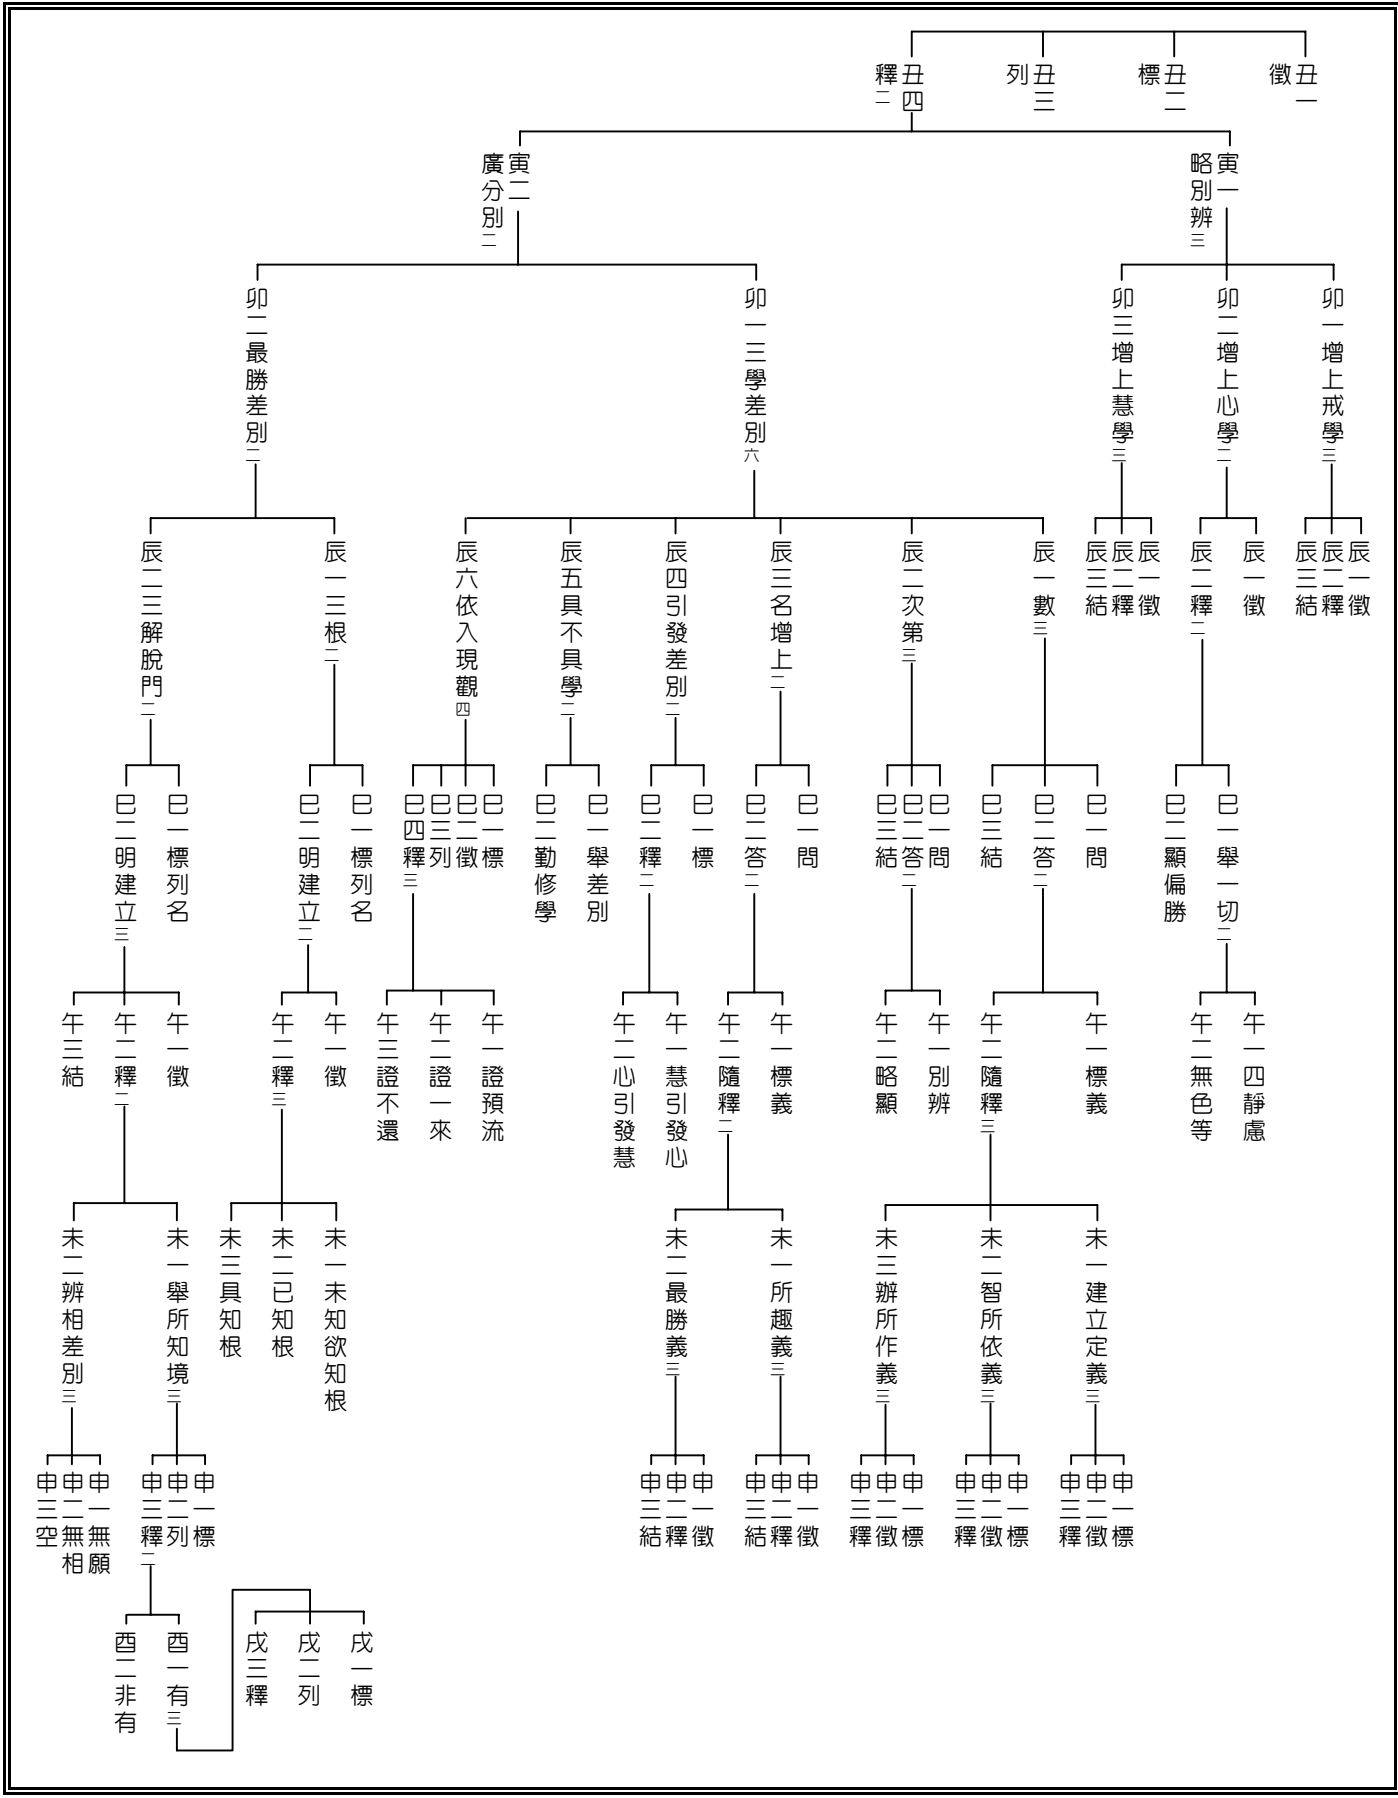 丑一
徵
丑二
標
丑三
列
丑四
釋二
寅一
略別辨三
寅二
廣分別二
卯一增上戒學三
卯二增上心學二
卯三增上慧學三
卯一三學差別六
卯二最勝差別二
辰一徵
辰二釋
辰三結
辰一徵
辰二釋二
辰一徵
辰二釋
辰三結
辰一數三
辰二次第三
辰三名增上二
辰四引發差別二
辰五具不具學二
辰六依入現觀四
辰一三根二
辰二三解脫門二
巳一舉一切二
巳二顯偏勝
巳一問
巳二答二
巳三結
巳一問
巳二答二
巳三結
巳一問
巳二答二
巳一標
巳二釋二
巳一舉差別
巳二勤修學
巳一標
巳二徵
巳三列
巳四釋三
巳一標列名
巳二明建立二
巳一標列名
巳二明建立三
午一四靜慮
午二無色等
午一標義
午二隨釋三
午一別辨
午二略顯
午一標義
午二隨釋二
午一慧引發心
午二心引發慧
午一證預流
午二證一來
午三證不還
午一徵
午二釋三
午一徵
午二釋二
午三結
未一建立定義三
未二智所依義三
未三辦所作義三
未一所趣義三
未二最勝義三
未一未知欲知根
未二已知根
未三具知根
未一舉所知境三
未二辨相差別三
申一標
申二徵
申三釋
申一標
申二徵
申三釋
申一標
申二徵
申三釋
申一徵
申二釋
申三結
申一徵
申二釋
申三結
申一標
申二列
申三釋二
申一無願
申二無相
申三空
酉一有三
酉二非有
戌一標
戌二列
戌三釋